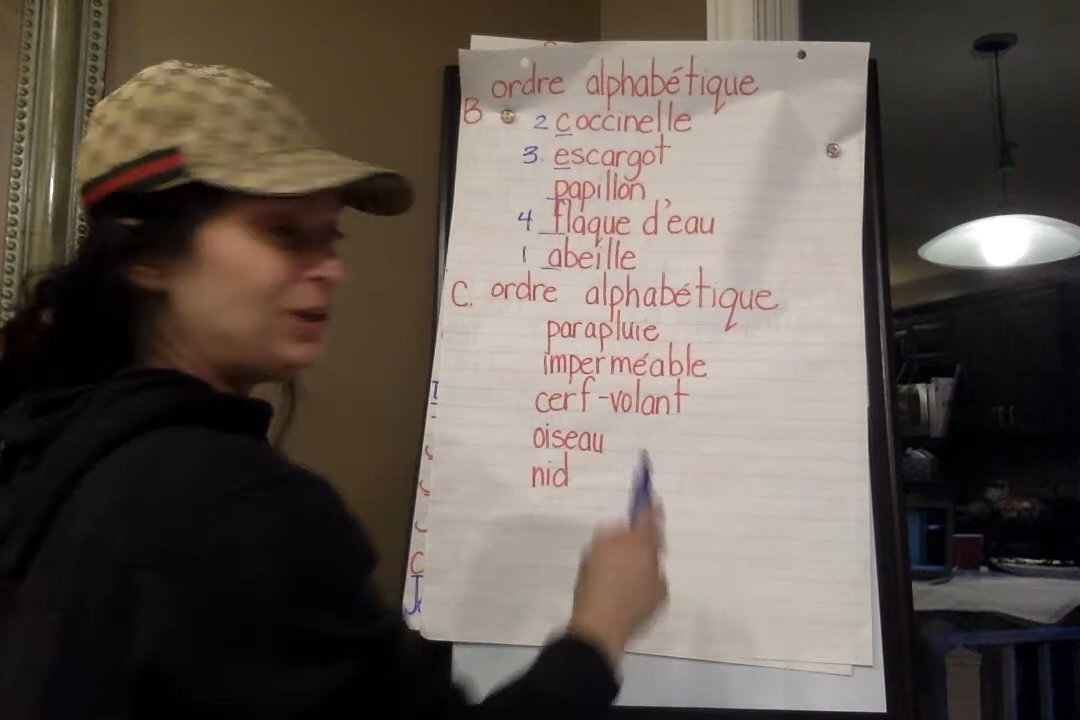 ordre alphabétique
B 2 coccinelle
3. escargot
papillon
4 flaque d'eau
1 abeille
C. ordre alphabétique
parapluie
imperméable
cerf-volant
oiseau
nid